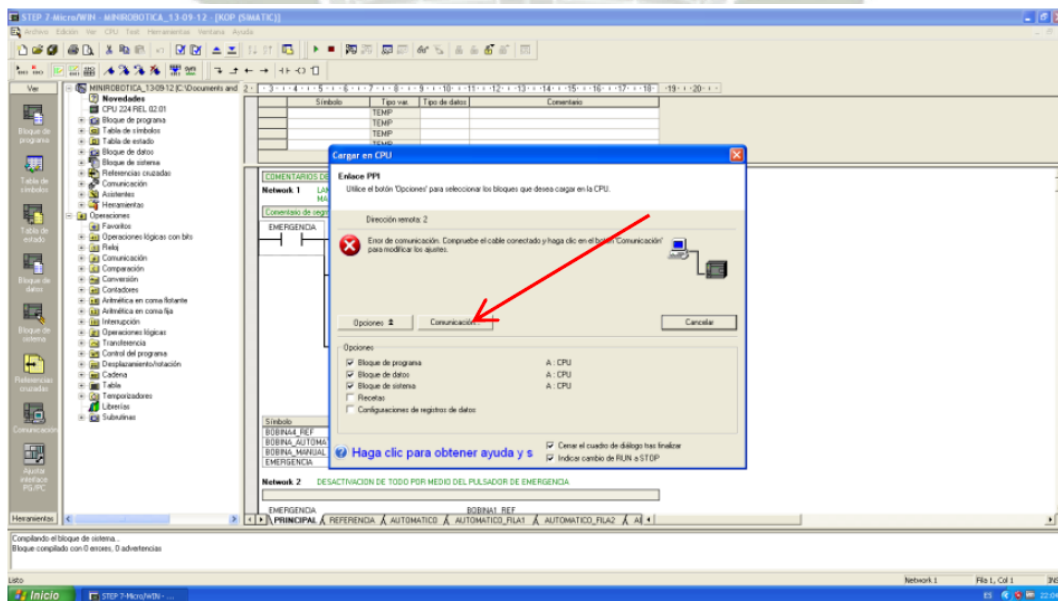 STEP 7-Micro/WIN - MINIROBOTICA_13-09-12 - [KOP (SIMATIC)]
Archivo Edición Ver CPU Test Herramientas Ventana Ayuda
Ver
Bloque de programa
Tabla de símbolos
Tabla de estado
Bloque de datos
Bloque de sistema
Referencias cruzadas
Comunicación
Ajustar interface PG/PC
Herramientas
MINIROBOTICA_13-09-12 (C:\Documents and
Novedades
CPU 224 REL 02.01
Bloque de programa
Tabla de símbolos
Tabla de estado
Bloque de datos
Bloque de sistema
Referencias cruzadas
Comunicación
Asistentes
Herramientas
Operaciones
Favoritos
Operaciones lógicas con bits
Reloj
Comunicación
Comparación
Conversión
Contadores
Aritmética en coma flotante
Aritmética en coma fija
Interrupción
Operaciones lógicas
Transferencia
Control del programa
Desplazamiento/rotación
Cadena
Tabla
Temporizadores
Librerías
Subrutinas
Símbolo Tipo var. Tipo de datos Comentario
TEMP
TEMP
TEMP
TEMP
COMENTARIOS DE
Network 1
Comentario de segm
EMERGENCIA
Cargar en CPU
Enlace PPI
Utilice el botón 'Opciones' para seleccionar los bloques que desea cargar en la CPU.
Dirección remota: 2
Error de comunicación. Compruebe el cable conectado y haga clic en el botón 'Comunicación'
para modificar los ajustes.
Opciones Comunicación... Cancelar
Opciones
Bloque de programa A : CPU
Bloque de datos A : CPU
Bloque de sistema A : CPU
Recetas
Configuraciones de registros de datos
Haga clic para obtener ayuda y s
Cerrar el cuadro de diálogo tras finalizar
Indicar cambio de RUN a STOP
Símbolo
BOBINA4_REF
BOBINA_AUTOMA
BOBINA_MANUAL
EMERGENCIA
Network 2 DESACTIVACION DE TODO POR MEDIO DEL PULSADOR DE EMERGENCIA
EMERGENCIA BOBINA1_REF
PRINCIPAL REFERENCIA AUTOMATICO AUTOMATICO_FILA1 AUTOMATICO_FILA2
Compilando el bloque de sistema...
Bloque compilado con 0 errores, 0 advertencias
Listo Network 1 Fila 1, Col 1 INS
Inicio STEP 7-Micro/WIN - ... ES 22:04